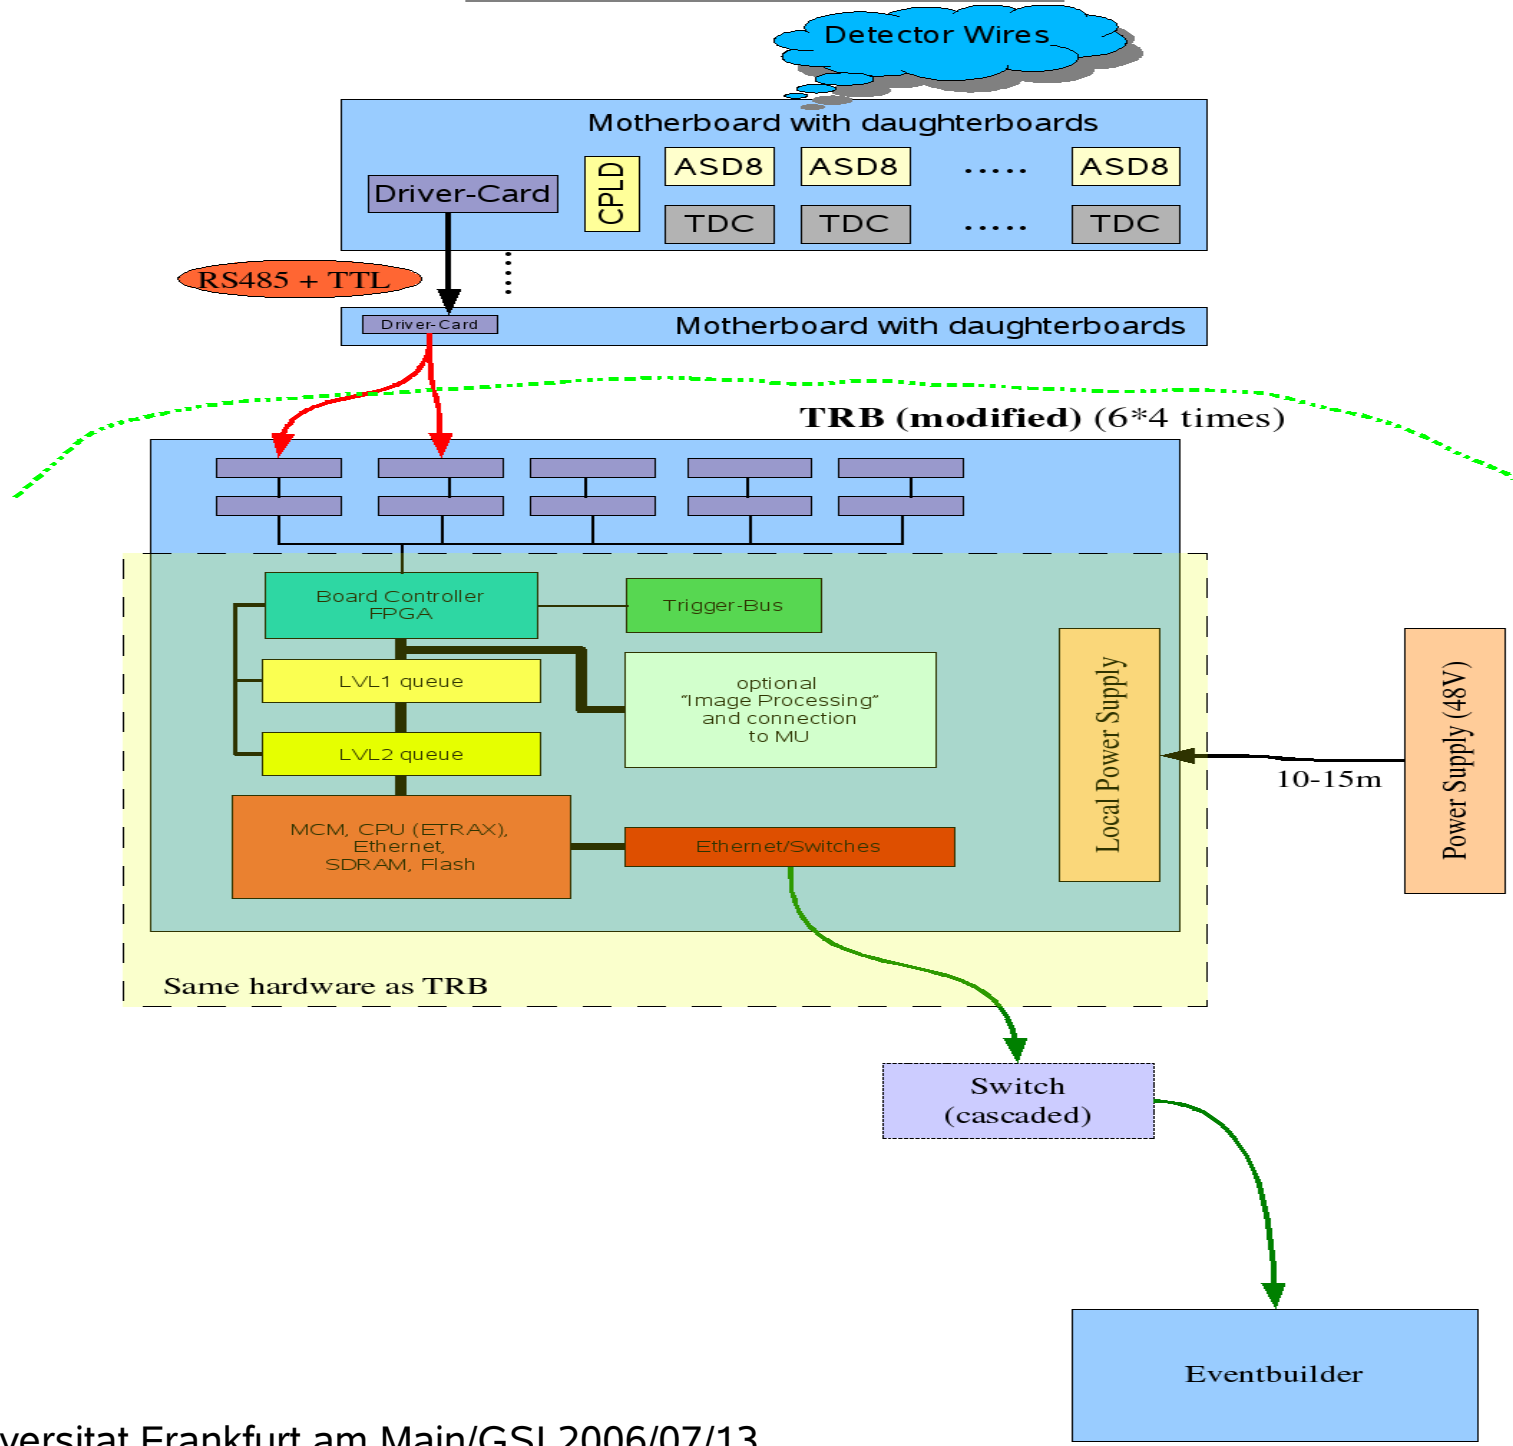 Detector Wires
Motherboard with daughterboards
Driver-Card
CPLD
ASD8
ASD8
.....
ASD8
TDC
TDC
.....
TDC
RS485 + TTL
Driver-Card
Motherboard with daughterboards
TRB (modified) (6*4 times)
Board Controller
FPGA
Trigger-Bus
LVL1 queue
optional
“Image Processing”
and connection
to MU
LVL2 queue
MCM, CPU (ETRAX),
Ethernet,
SDRAM, Flash
Ethernet/Switches
Local Power Supply
10-15m
Power Supply (48V)
Same hardware as TRB
Switch
(cascaded)
Eventbuilder
versitat Frankfurt am Main/GSI 2006/07/13